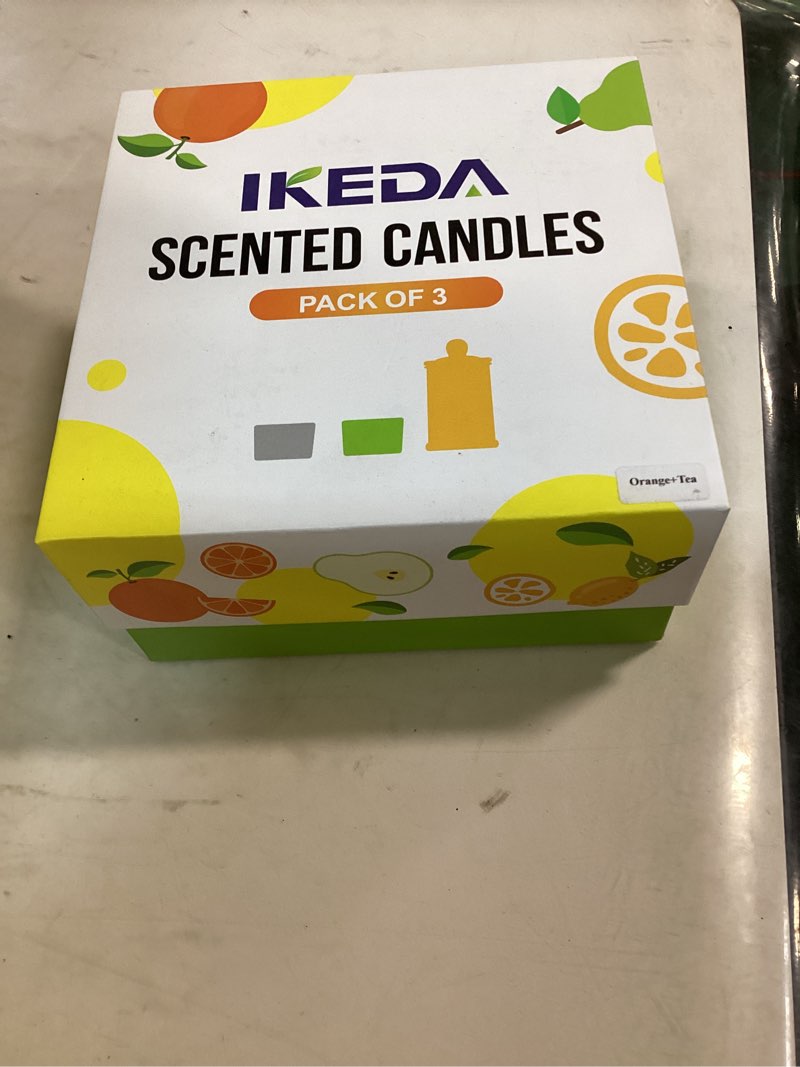 IKEDA
SCENTED CANDLES
PACK OF 3
Orange+Tea